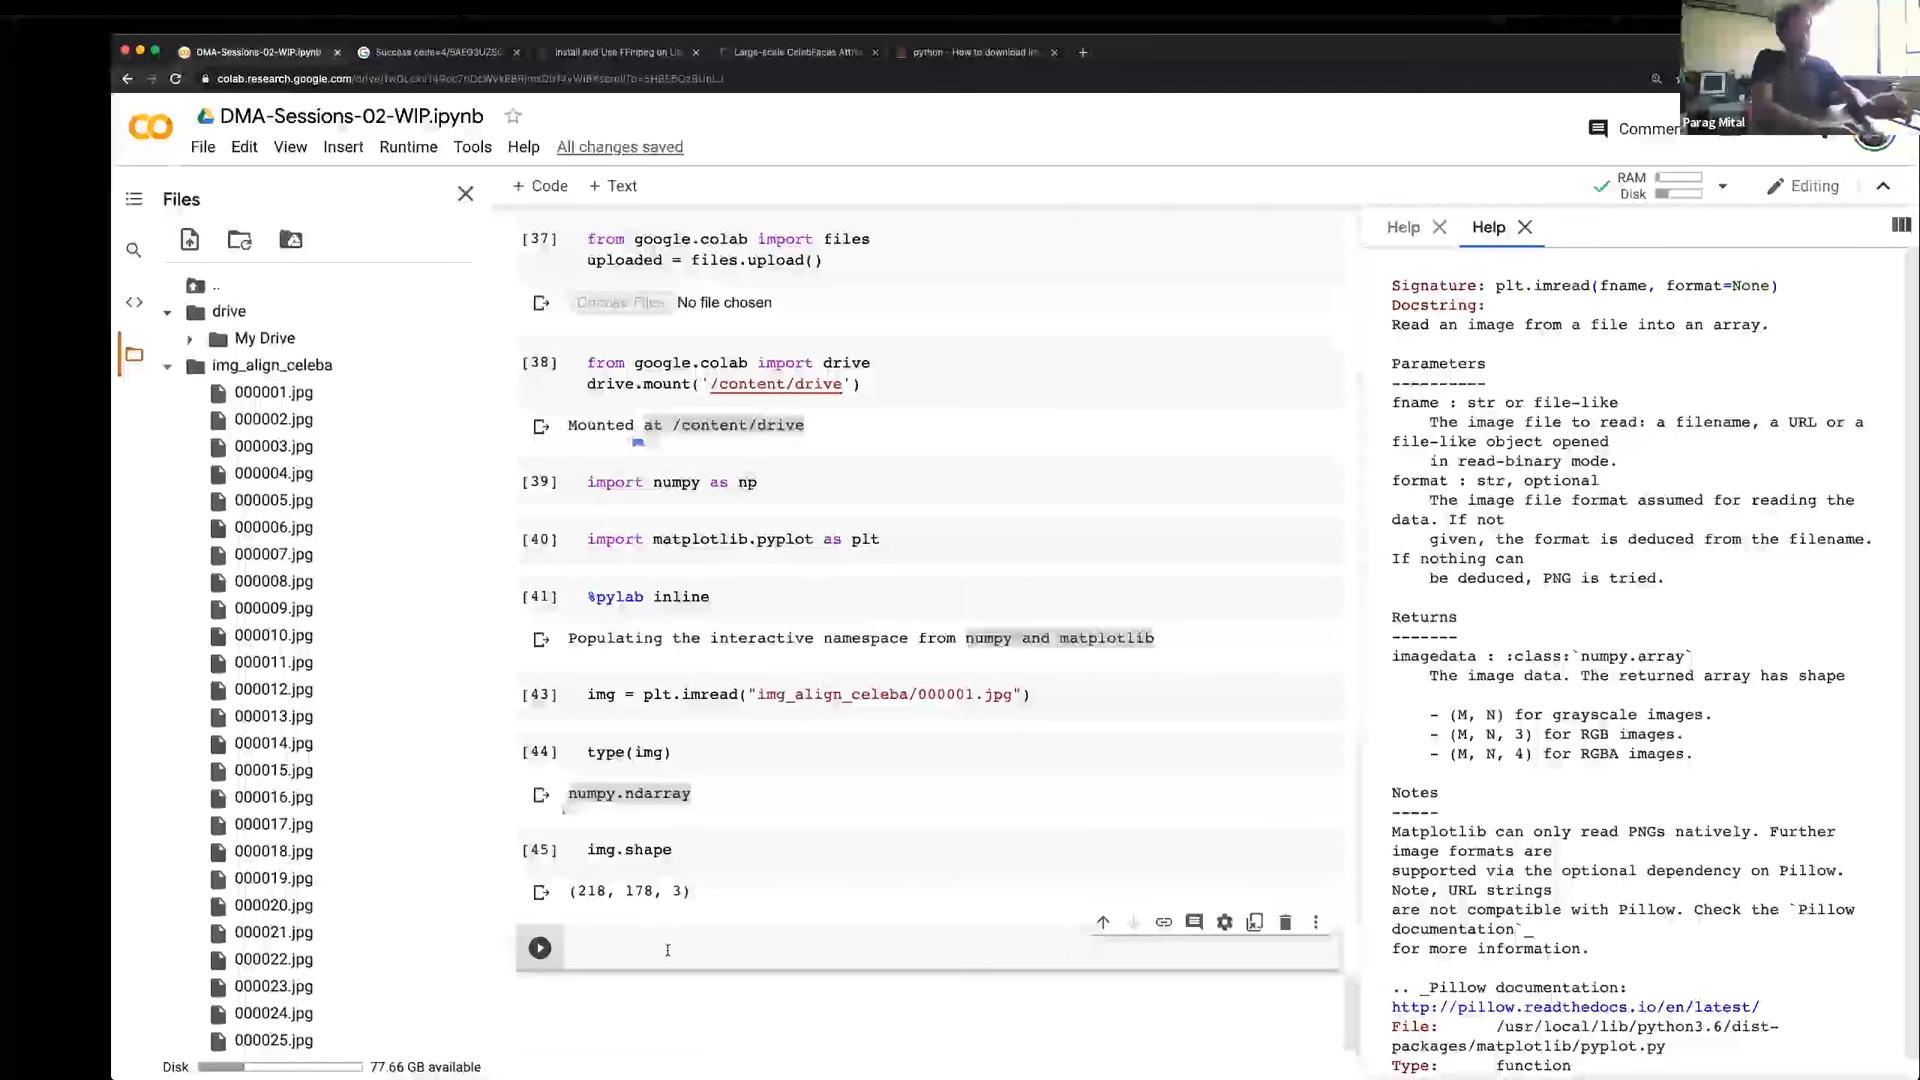 DMA-Sessions-02-WIP.ipynb
Success code=4/5AEG3UZSC
Install and Use FFmpeg on
Large-scale CelebFaces Attrib
python - How to download im
colab.research.google.com
Parag Mital
CO
DMA-Sessions-02-WIP.ipynb
File Edit View Insert Runtime Tools Help All changes saved
Commen
+ Code + Text
RAM
Disk
Editing
Files
..
drive
My Drive
img_align_celeba
000001.jpg
000002.jpg
000003.jpg
000004.jpg
000005.jpg
000006.jpg
000007.jpg
000008.jpg
000009.jpg
000010.jpg
000011.jpg
000012.jpg
000013.jpg
000014.jpg
000015.jpg
000016.jpg
000017.jpg
000018.jpg
000019.jpg
000020.jpg
000021.jpg
000022.jpg
000023.jpg
000024.jpg
000025.jpg
Disk 77.66 GB available
[37] from google.colab import files
uploaded = files.upload()
Choose Files No file chosen
[38] from google.colab import drive
drive.mount('/content/drive')
Mounted at /content/drive
[39] import numpy as np
[40] import matplotlib.pyplot as plt
[41] %pylab inline
Populating the interactive namespace from numpy and matplotlib
[43] img = plt.imread("img_align_celeba/000001.jpg")
[44] type(img)
numpy.ndarray
[45] img.shape
(218, 178, 3)
Help Help
Signature: plt.imread(fname, format=None)
Docstring:
Read an image from a file into an array.
Parameters
----------
fname : str or file-like
The image file to read: a filename, a URL or a
file-like object opened
in read-binary mode.
format : str, optional
The image file format assumed for reading the
data. If not
given, the format is deduced from the filename.
If nothing can
be deduced, PNG is tried.
Returns
-------
imagedata : :class:`numpy.array`
The image data. The returned array has shape
- (M, N) for grayscale images.
- (M, N, 3) for RGB images.
- (M, N, 4) for RGBA images.
Notes
-----
Matplotlib can only read PNGs natively. Further
image formats are
supported via the optional dependency on Pillow.
Note, URL strings
are not compatible with Pillow. Check the `Pillow
documentation`_
for more information.
.. _Pillow documentation:
http://pillow.readthedocs.io/en/latest/
File: /usr/local/lib/python3.6/dist-
packages/matplotlib/pyplot.py
Type: function